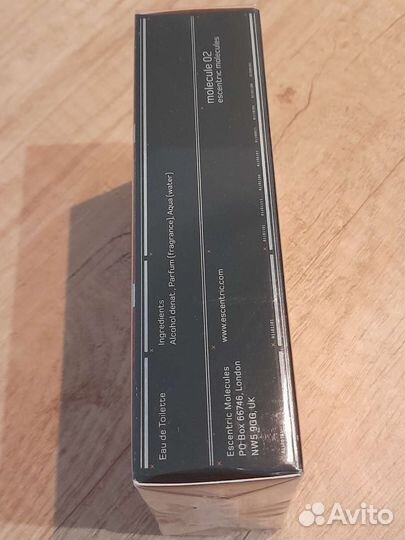 molecule 02
escentric molecules
Eau de Toilette
Ingredients
Alcohol denat., Parfum (fragrance), Aqua (water)
Escentric Molecules
PO Box 66746, London
NW5 9GG, UK
www.escentric.com
Avito